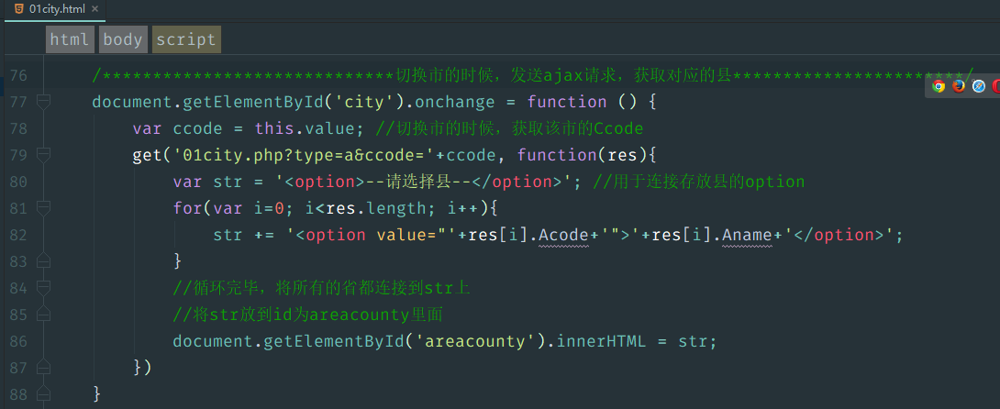 01city.html ×
html body script
76 /*****************************切换市的时候，发送ajax请求，获取对应的县***********************/
77 document.getElementById('city').onchange = function () {
78 var ccode = this.value; //切换市的时候，获取该市的Ccode
79 get('01city.php?type=a&ccode='+ccode, function(res){
80 var str = '<option>--请选择县--</option>'; //用于连接存放县的option
81 for(var i=0; i<res.length; i++){
82 str += '<option value="'+res[i].Acode+'">'+res[i].Aname+'</option>';
83 }
84 //循环完毕，将所有的省都连接到str上
85 //将str放到id为areacounty里面
86 document.getElementById('areacounty').innerHTML = str;
87 })
88 }